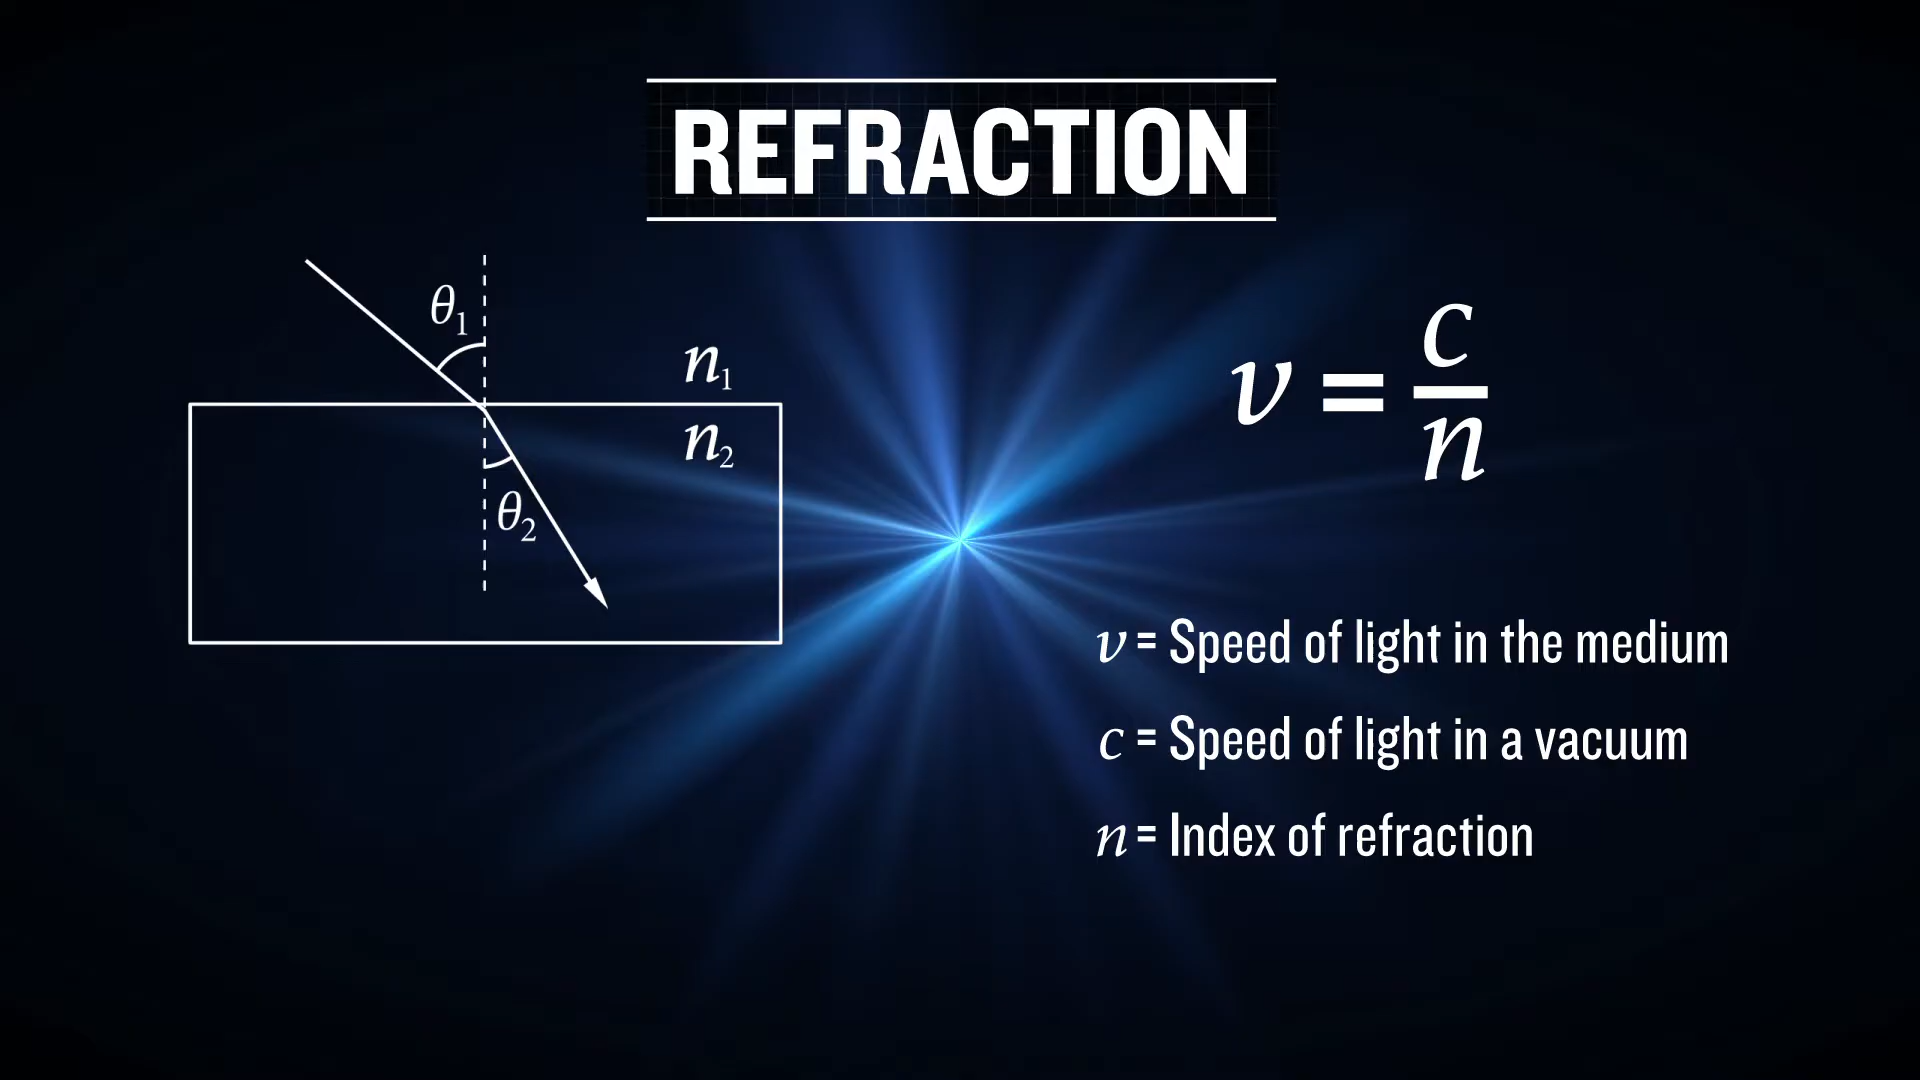 REFRACTION
θ₁
n₁
n₂
θ₂
v = c/n
v = Speed of light in the medium
c = Speed of light in a vacuum
n = Index of refraction